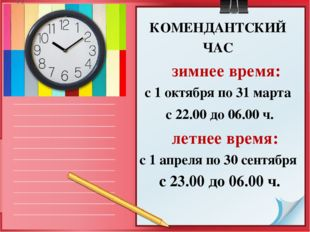 КОМЕНДАНТСКИЙ
ЧАС
зимнее время:
с 1 октября по 31 марта
с 22.00 до 06.00 ч.
летнее время:
с 1 апреля по 30 сентября
с 23.00 до 06.00 ч.